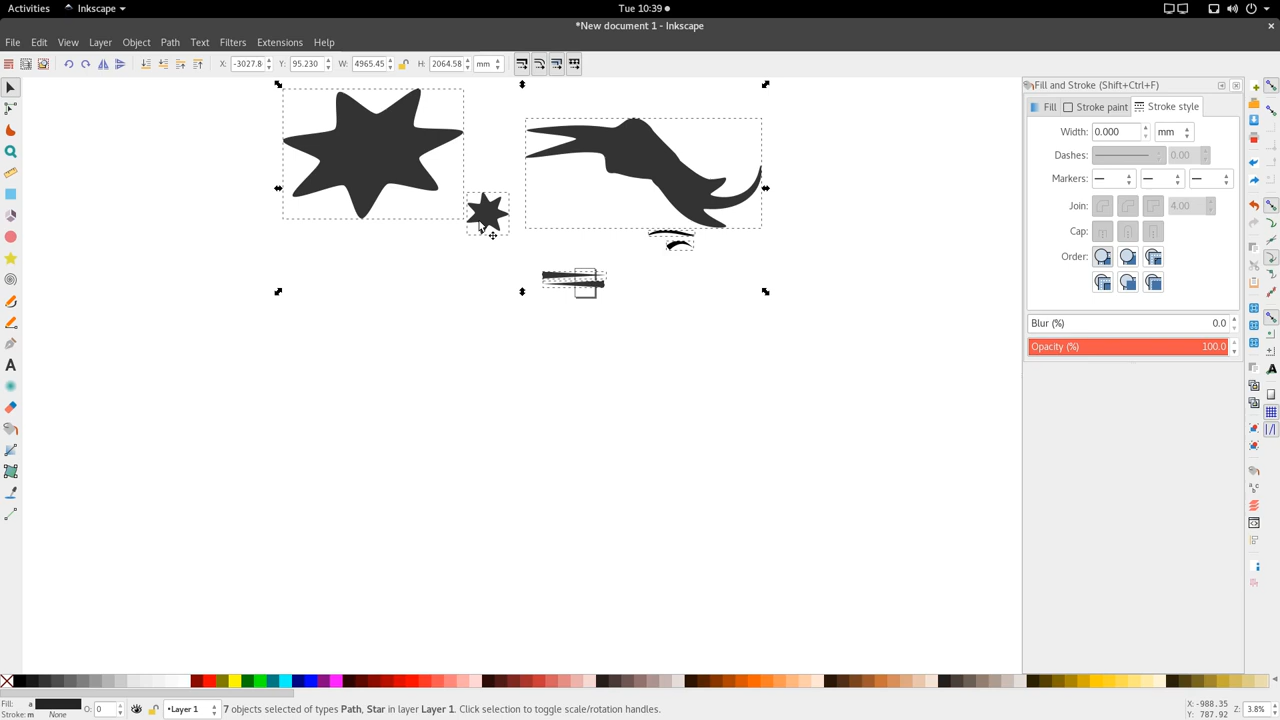 Activities Inkscape Tue 10:39
*New document 1 - Inkscape
File Edit View Layer Object Path Text Filters Extensions Help
X: -3027.8 Y: 95.230 W: 4965.45 H: 2064.58 mm
Fill and Stroke (Shift+Ctrl+F)
Fill Stroke paint Stroke style
Width: 0.000 mm
Dashes: 0.00
Markers:
Join: 4.00
Cap:
Order:
Blur (%) 0.0
Opacity (%) 100.0
Fill: a
Stroke: m None
O: 0
•Layer 1
7 objects selected of types Path, Star in layer Layer 1. Click selection to toggle scale/rotation handles.
X: -988.35
Y: 787.92
Z: 3.8%